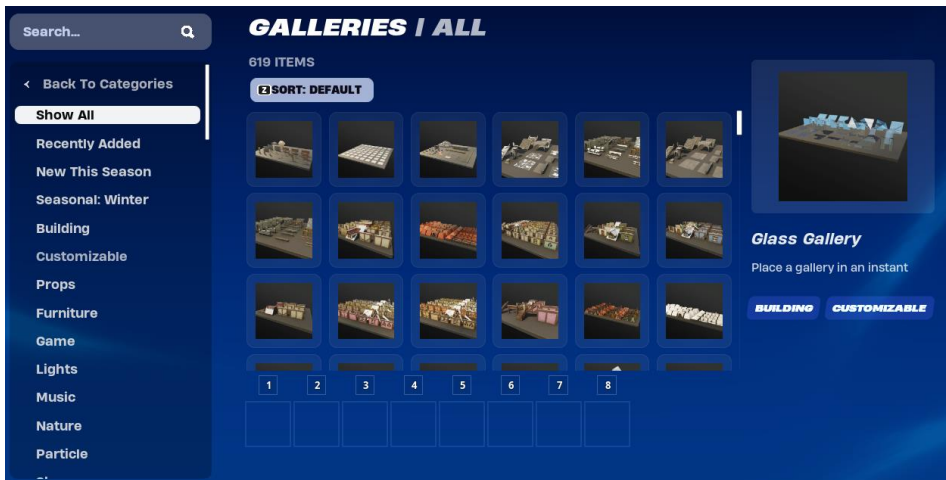 Search...
GALLERIES / ALL
619 ITEMS
Z SORT: DEFAULT
Back To Categories
Show All
Recently Added
New This Season
Seasonal: Winter
Building
Customizable
Props
Furniture
Game
Lights
Music
Nature
Particle
Glass Gallery
Place a gallery in an instant
BUILDING CUSTOMIZABLE
1 2 3 4 5 6 7 8